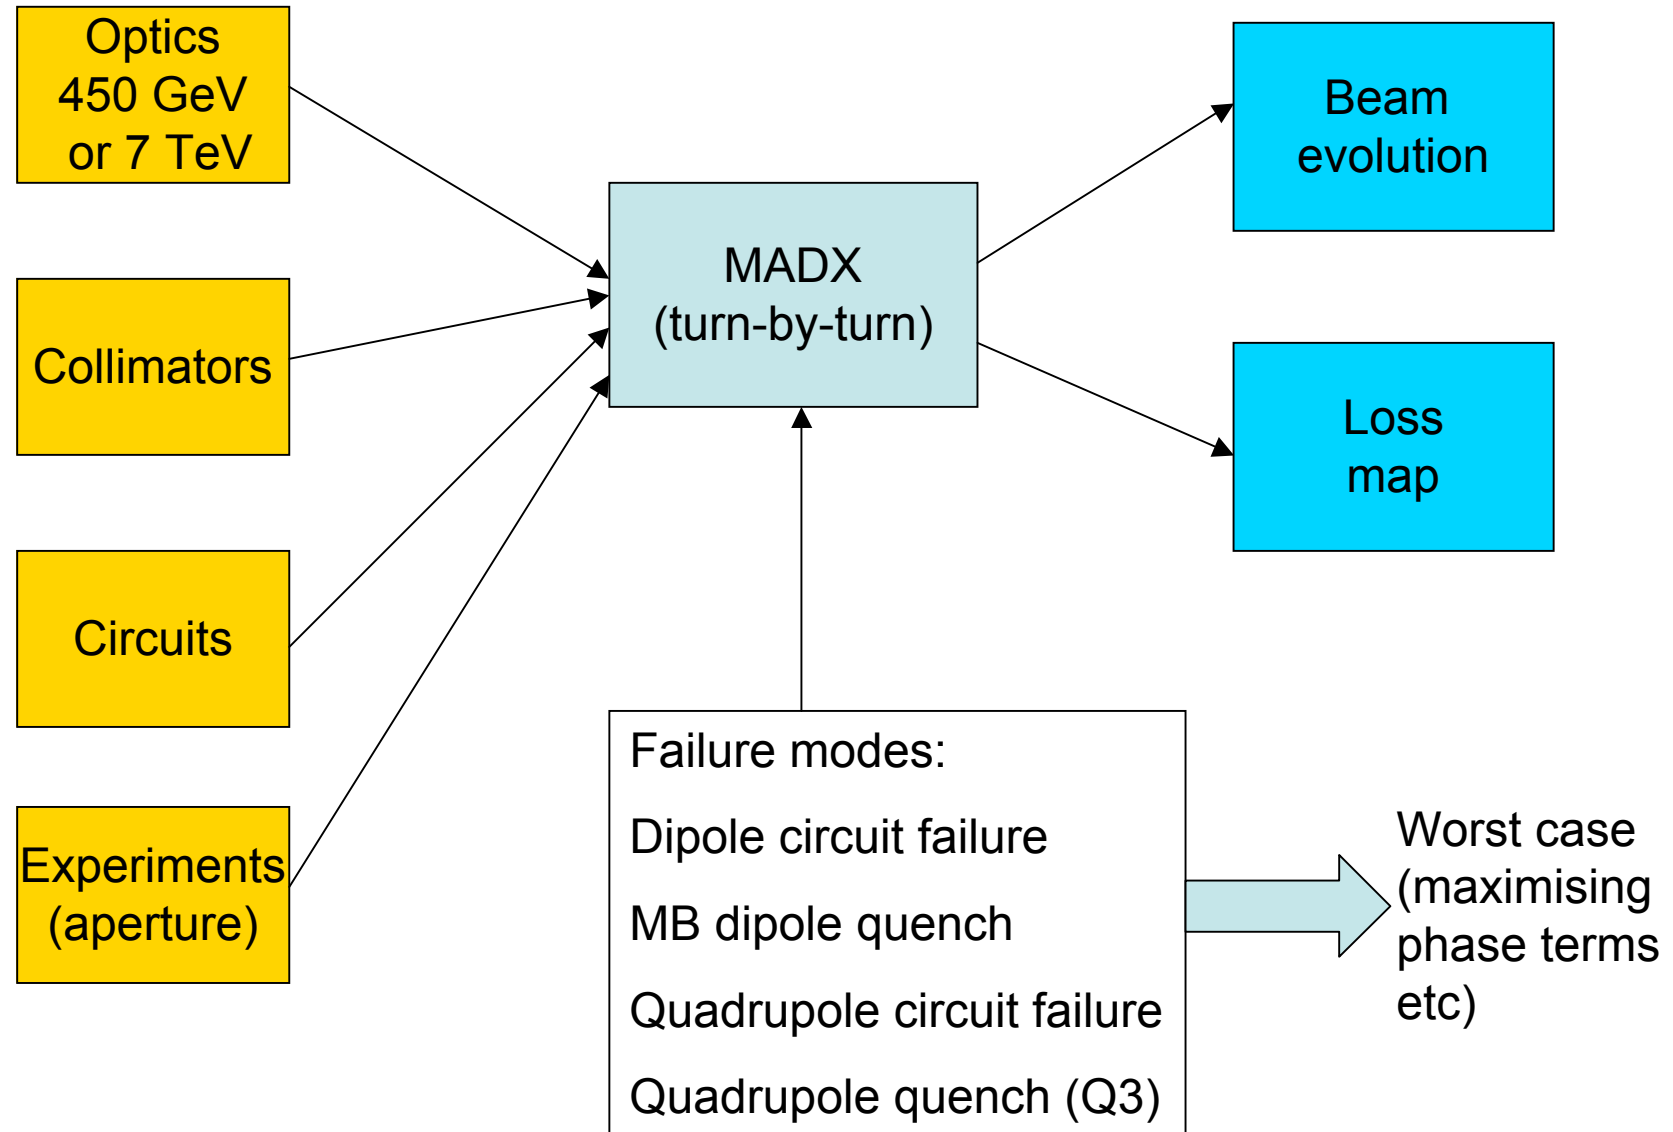 Optics
450 GeV
or 7 TeV
Collimators
Circuits
Experiments
(aperture)
MADX
(turn-by-turn)
Beam
evolution
Loss
map
Failure modes:
Dipole circuit failure
MB dipole quench
Quadrupole circuit failure
Quadrupole quench (Q3)
Worst case
(maximising
phase terms
etc)